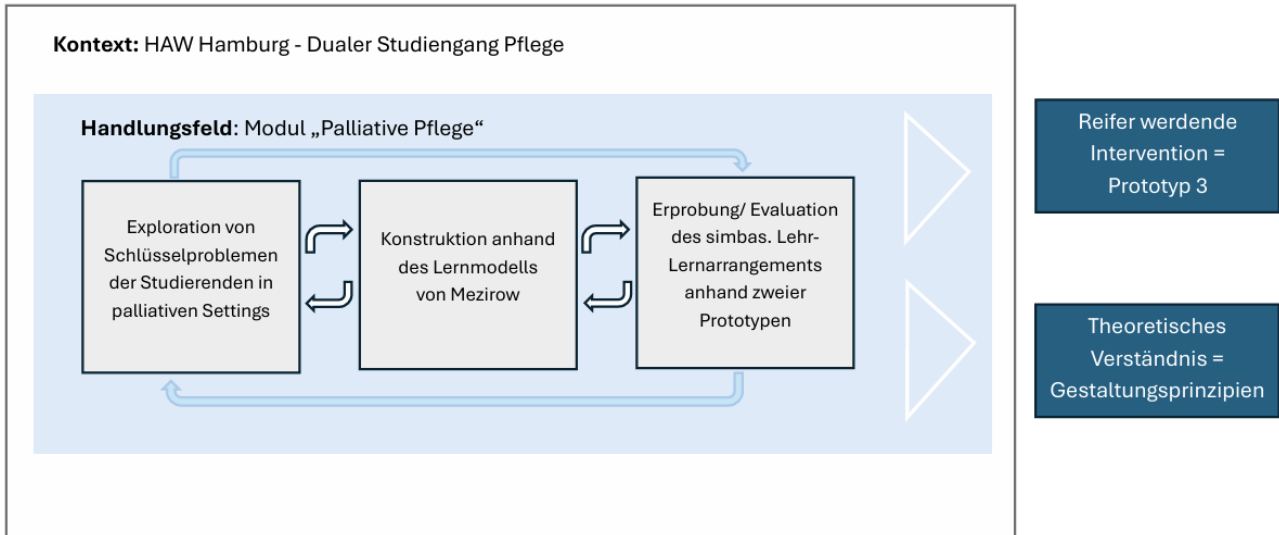 Kontext: HAW Hamburg - Dualer Studiengang Pflege
Handlungsfeld: Modul „Palliative Pflege“
Exploration von
Schlüsselproblemen
der Studierenden in
palliativen Settings
Konstruktion anhand
des Lernmodells
von Mezirow
Erprobung/ Evaluation
des simbas. Lehr-
Lernarrangements
anhand zweier
Prototypen
Reifer werdende
Intervention =
Prototyp 3
Theoretisches
Verständnis =
Gestaltungsprinzipien